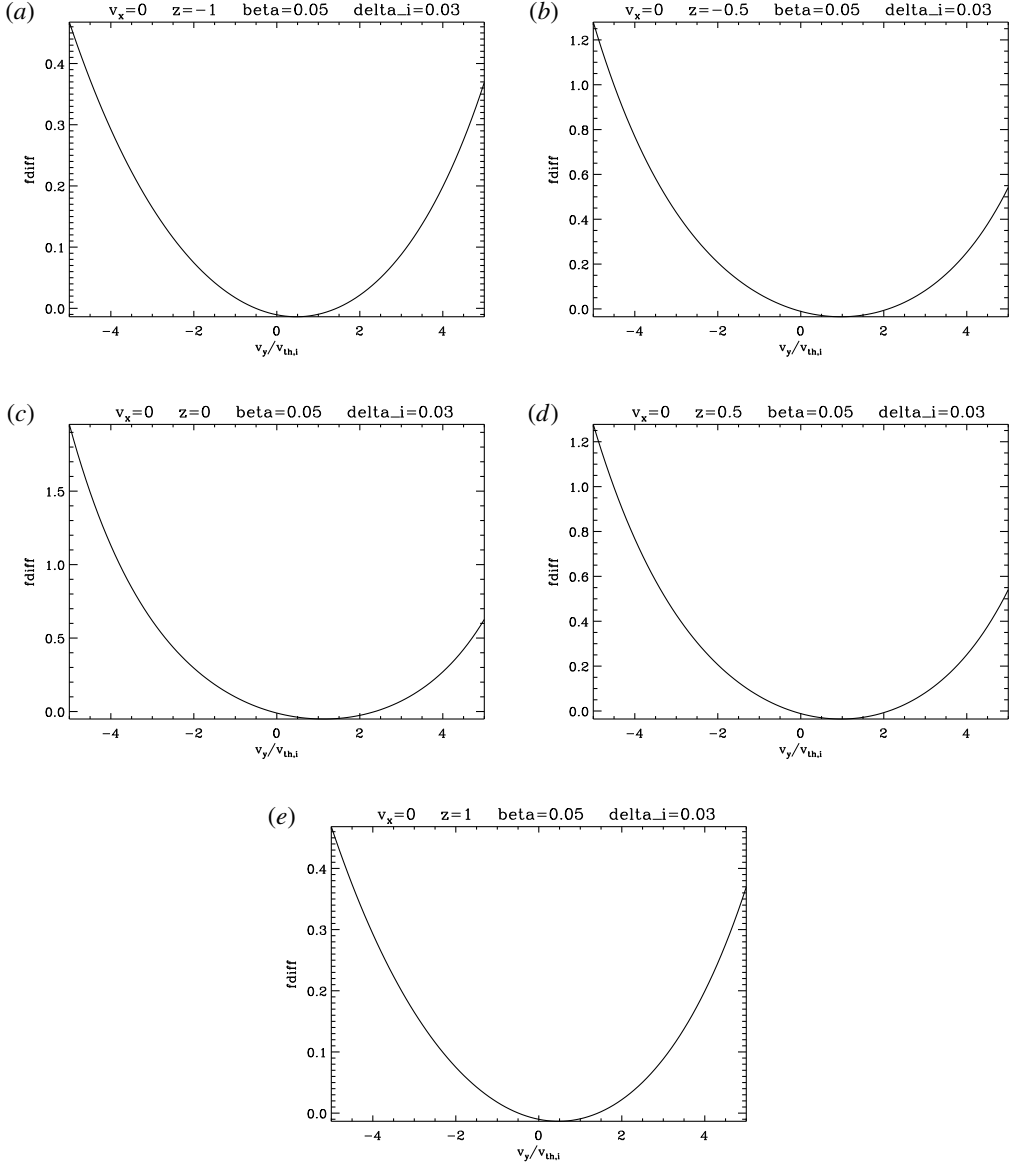 (a) v_x=0 z=−1 beta=0.05 delta_i=0.03
0.4
0.3
0.2
0.1
0.0
fdiff
−4 −2 0 2 4
v_y/v_th,i
(b) v_x=0 z=−0.5 beta=0.05 delta_i=0.03
1.2
1.0
0.8
0.6
0.4
0.2
0.0
fdiff
−4 −2 0 2 4
v_y/v_th,i
(c) v_x=0 z=0 beta=0.05 delta_i=0.03
1.5
1.0
0.5
0.0
fdiff
−4 −2 0 2 4
v_y/v_th,i
(d) v_x=0 z=0.5 beta=0.05 delta_i=0.03
1.2
1.0
0.8
0.6
0.4
0.2
0.0
fdiff
−4 −2 0 2 4
v_y/v_th,i
(e) v_x=0 z=1 beta=0.05 delta_i=0.03
0.4
0.3
0.2
0.1
0.0
fdiff
−4 −2 0 2 4
v_y/v_th,i